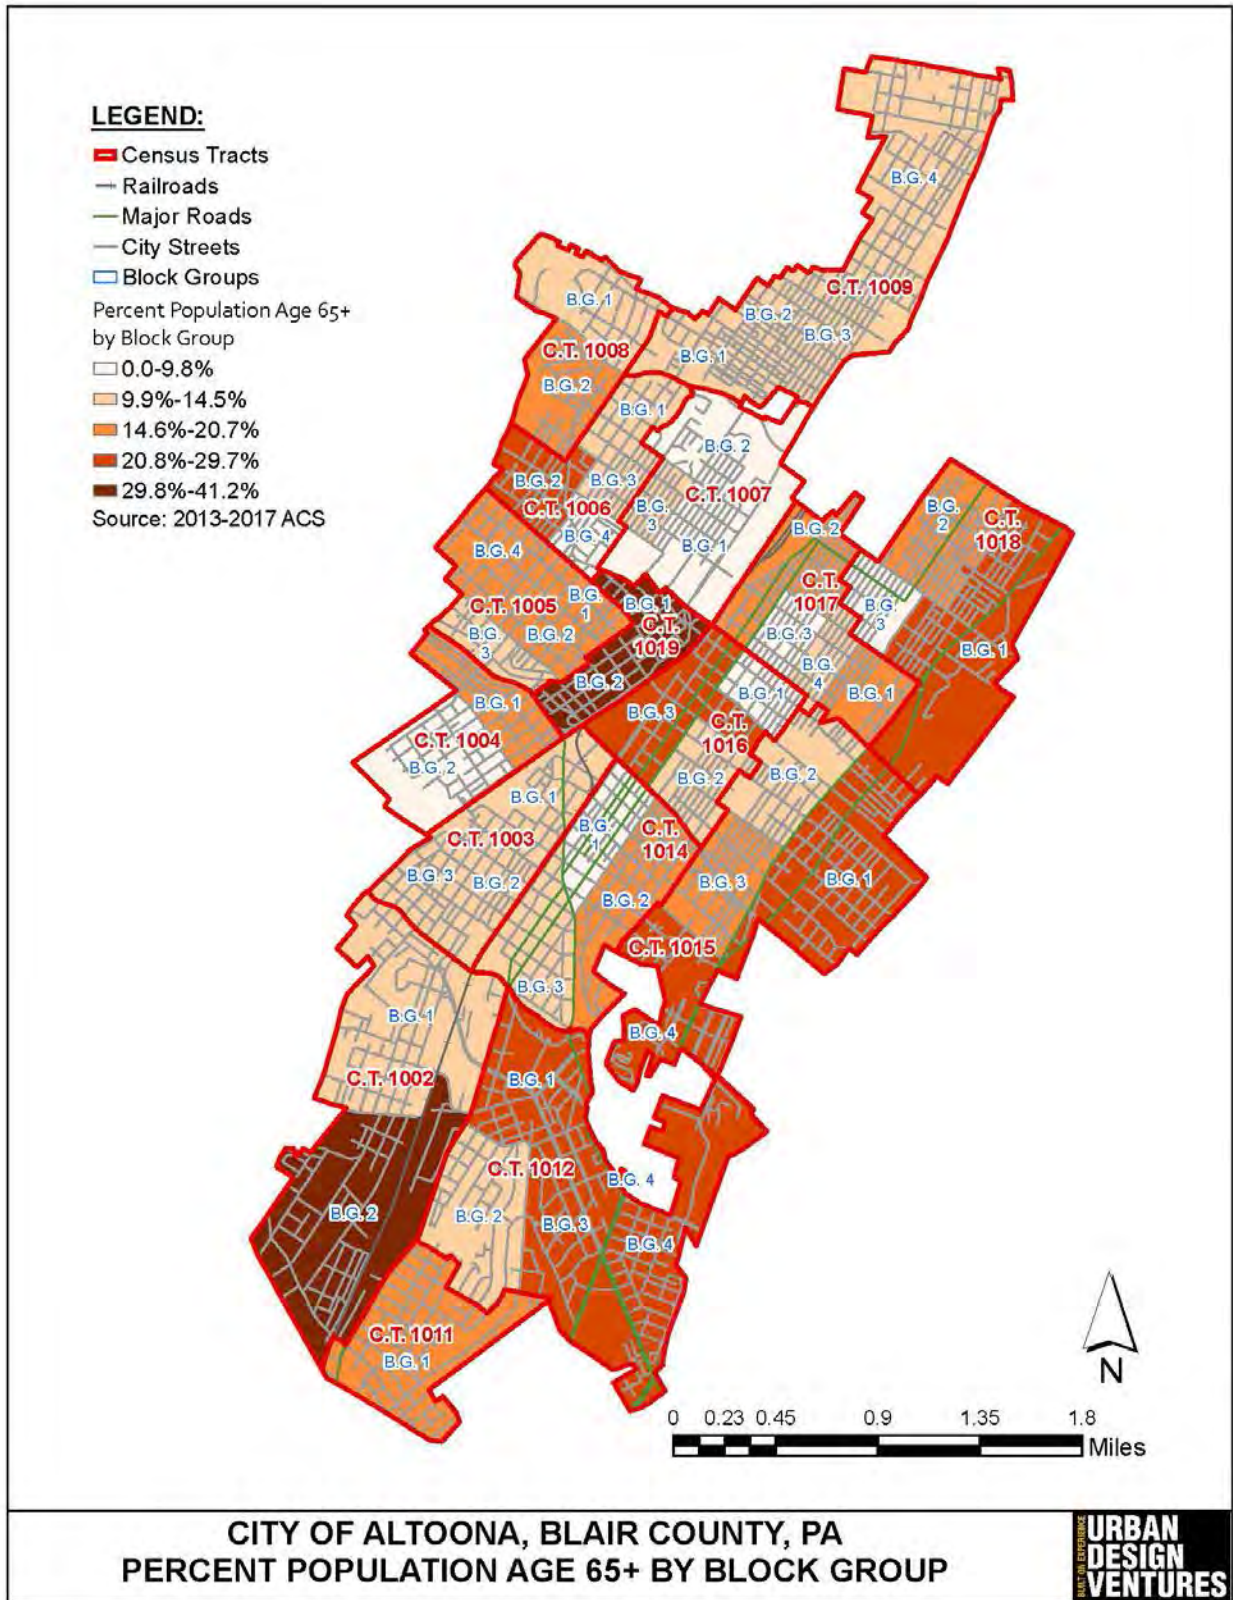 LEGEND:
Census Tracts
Railroads
Major Roads
City Streets
Block Groups
Percent Population Age 65+
by Block Group
0.0-9.8%
9.9%-14.5%
14.6%-20.7%
20.8%-29.7%
29.8%-41.2%
Source: 2013-2017 ACS
B.G. 4
C.T. 1009
B.G. 1
B.G. 2
B.G. 3
C.T. 1008
B.G. 1
B.G. 2
B.G. 1
B.G. 2
B.G. 2
B.G. 3
C.T. 1007
C.T. 1006
B.G.
3
B.G. 4
B.G. 1
B.G. 2
B.G.
2
C.T.
1018
B.G. 4
C.T.
1017
B.G.
1
B.G. 1
B.G.
3
C.T. 1005
C.T.
1019
B.G. 3
B.G.
3
B.G. 2
B.G. 1
B.G.
4
B.G. 2
B.G. 1
B.G. 1
B.G. 1
B.G. 3
C.T.
1016
C.T. 1004
B.G. 2
B.G. 2
B.G. 2
B.G. 1
B.G.
1
C.T.
1014
C.T. 1003
B.G. 3
B.G. 2
B.G. 3
B.G. 1
B.G. 2
C.T. 1015
B.G. 3
B.G. 1
B.G. 4
C.T. 1002
B.G. 1
C.T. 1012
B.G. 4
B.G. 2
B.G. 2
B.G. 3
B.G. 4
C.T. 1011
B.G. 1
N
0 0.23 0.45 0.9 1.35 1.8
Miles
CITY OF ALTOONA, BLAIR COUNTY, PA
PERCENT POPULATION AGE 65+ BY BLOCK GROUP
BUILT ON EXPERIENCE
URBAN
DESIGN
VENTURES